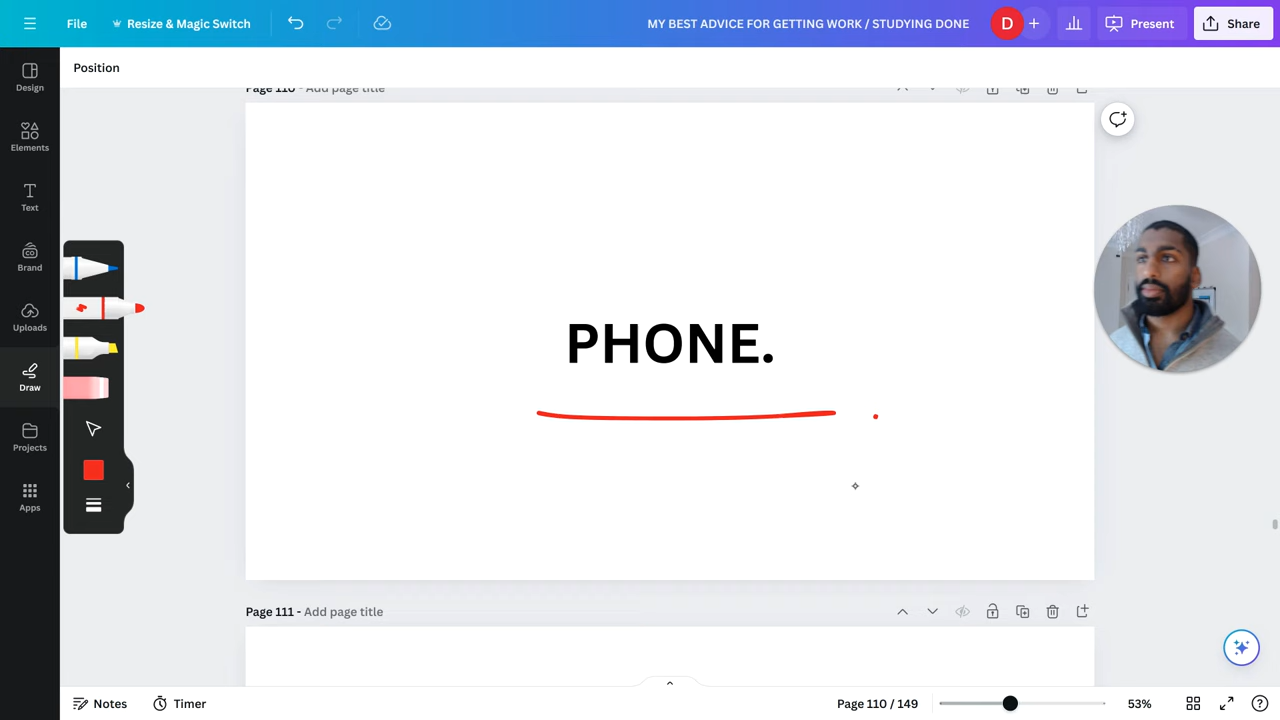 File
Resize & Magic Switch
MY BEST ADVICE FOR GETTING WORK / STUDYING DONE
D
Present
Share
Position
Design
Elements
Text
Brand
Uploads
Draw
Projects
Apps
Page 110 - Add page title
PHONE.
Page 111 - Add page title
Notes
Timer
Page 110 / 149
53%